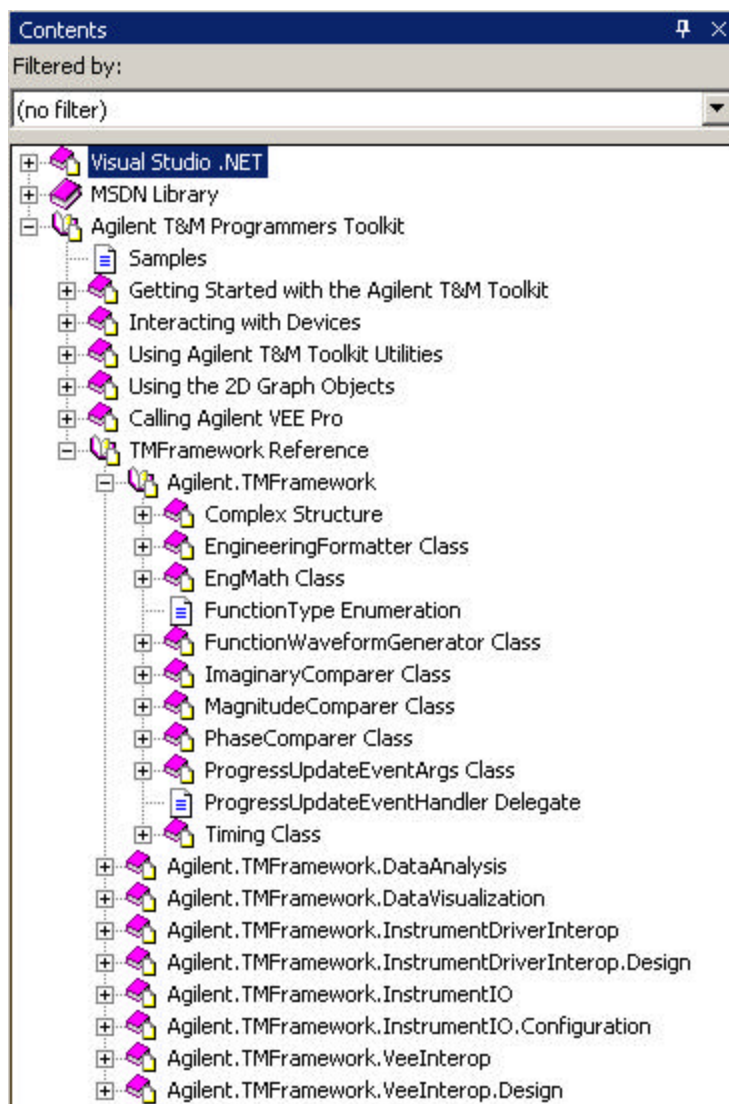 Contents
Filtered by:
(no filter)
Visual Studio .NET
MSDN Library
Agilent T&M Programmers Toolkit
Samples
Getting Started with the Agilent T&M Toolkit
Interacting with Devices
Using Agilent T&M Toolkit Utilities
Using the 2D Graph Objects
Calling Agilent VEE Pro
TMFramework Reference
Agilent.TMFramework
Complex Structure
EngineeringFormatter Class
EngMath Class
FunctionType Enumeration
FunctionWaveformGenerator Class
ImaginaryComparer Class
MagnitudeComparer Class
PhaseComparer Class
ProgressUpdateEventArgs Class
ProgressUpdateEventHandler Delegate
Timing Class
Agilent.TMFramework.DataAnalysis
Agilent.TMFramework.DataVisualization
Agilent.TMFramework.InstrumentDriverInterop
Agilent.TMFramework.InstrumentDriverInterop.Design
Agilent.TMFramework.InstrumentIO
Agilent.TMFramework.InstrumentIO.Configuration
Agilent.TMFramework.VeeInterop
Agilent.TMFramework.VeeInterop.Design